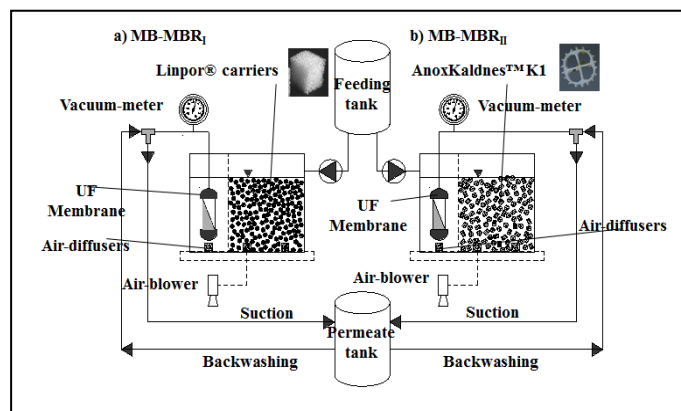 a) MB-MBRI
b) MB-MBRII
Linpor® carriers
Feeding
tank
AnoxKaldnes™ K1
Vacuum-meter
Vacuum-meter
UF
Membrane
UF
Membrane
Air-diffusers
Air-diffusers
Air-blower
Air-blower
Suction
Permeate
tank
Suction
Backwashing
Backwashing